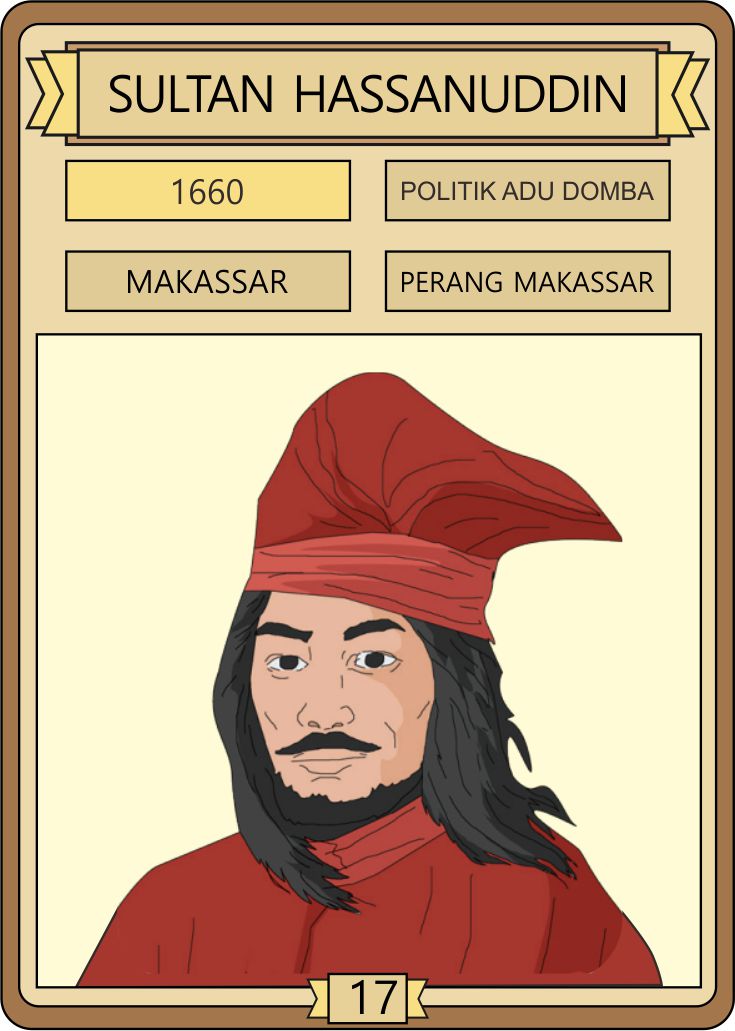 SULTAN HASSANUDDIN
1660
POLITIK ADU DOMBA
MAKASSAR
PERANG MAKASSAR
17